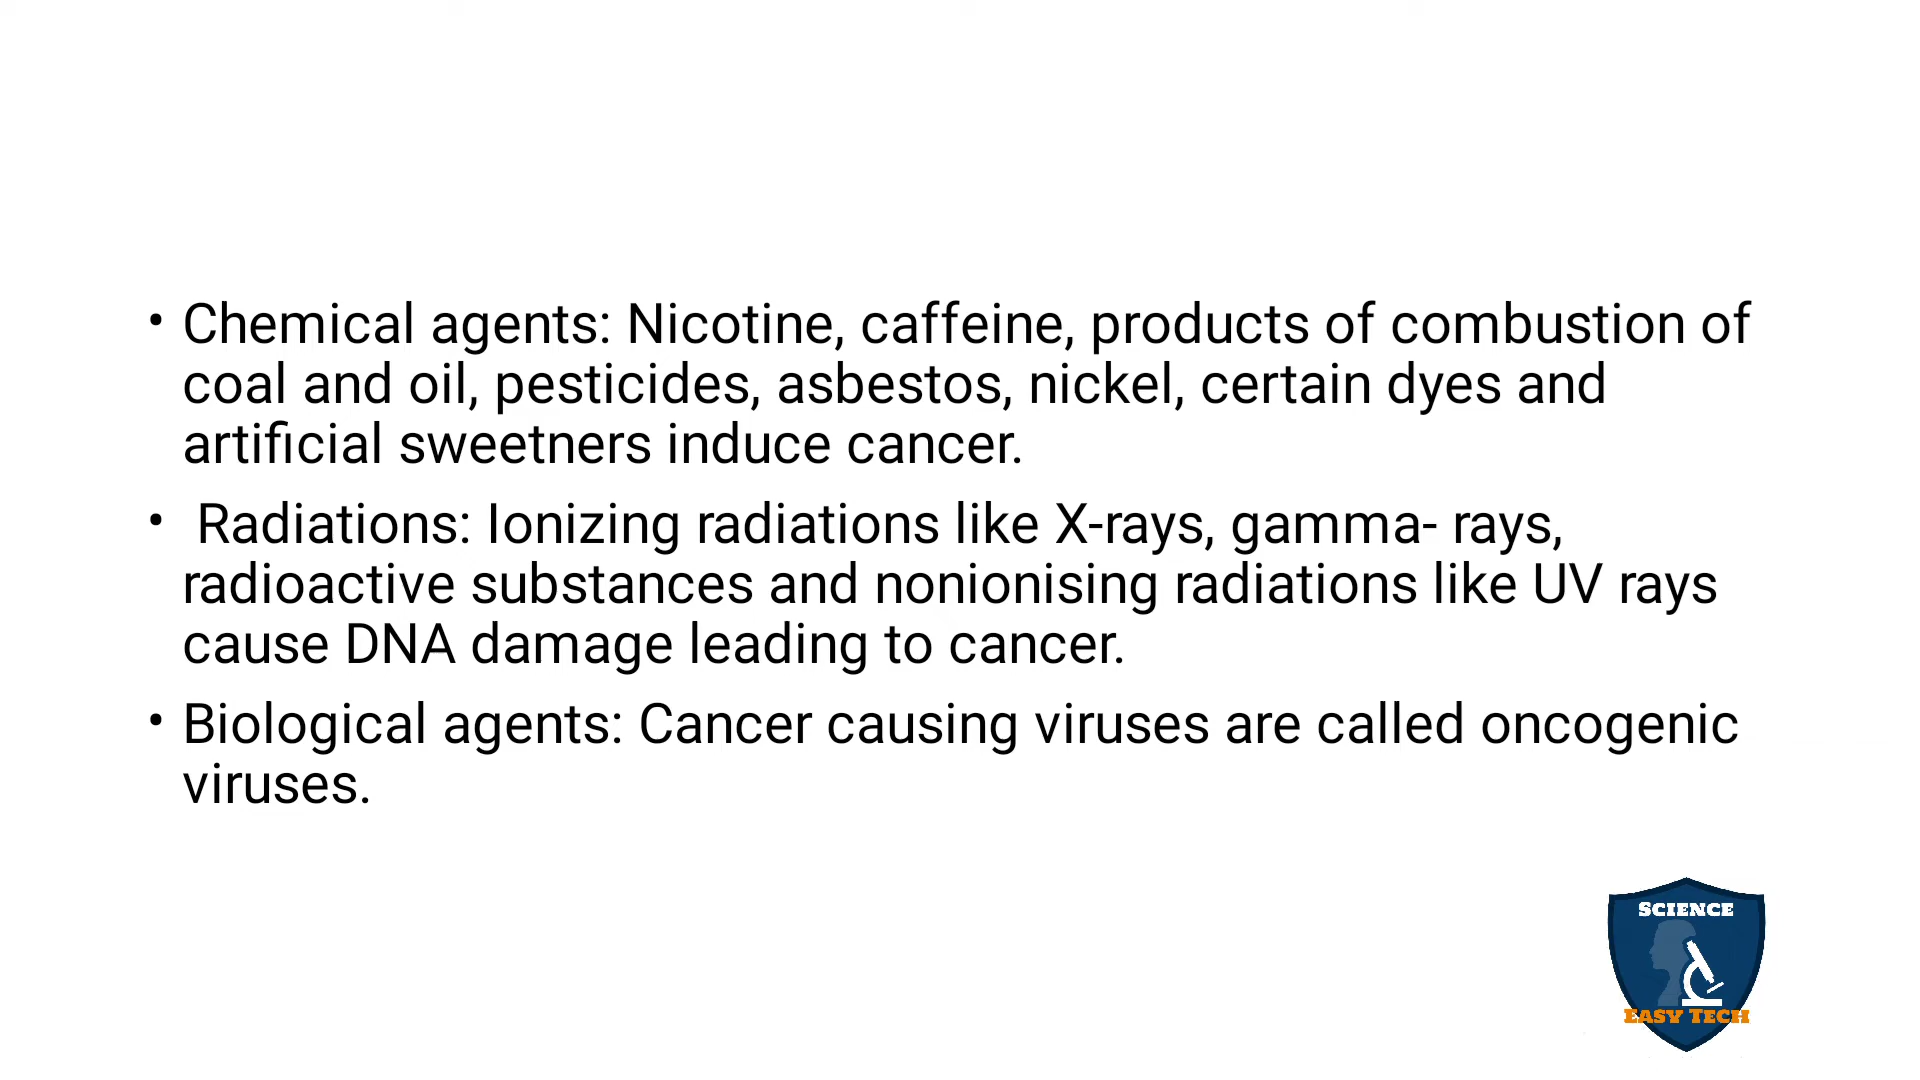 • Chemical agents: Nicotine, caffeine, products of combustion of
coal and oil, pesticides, asbestos, nickel, certain dyes and
artificial sweetners induce cancer.
• Radiations: Ionizing radiations like X-rays, gamma- rays,
radioactive substances and nonionising radiations like UV rays
cause DNA damage leading to cancer.
• Biological agents: Cancer causing viruses are called oncogenic
viruses.
SCIENCE
EASY TECH